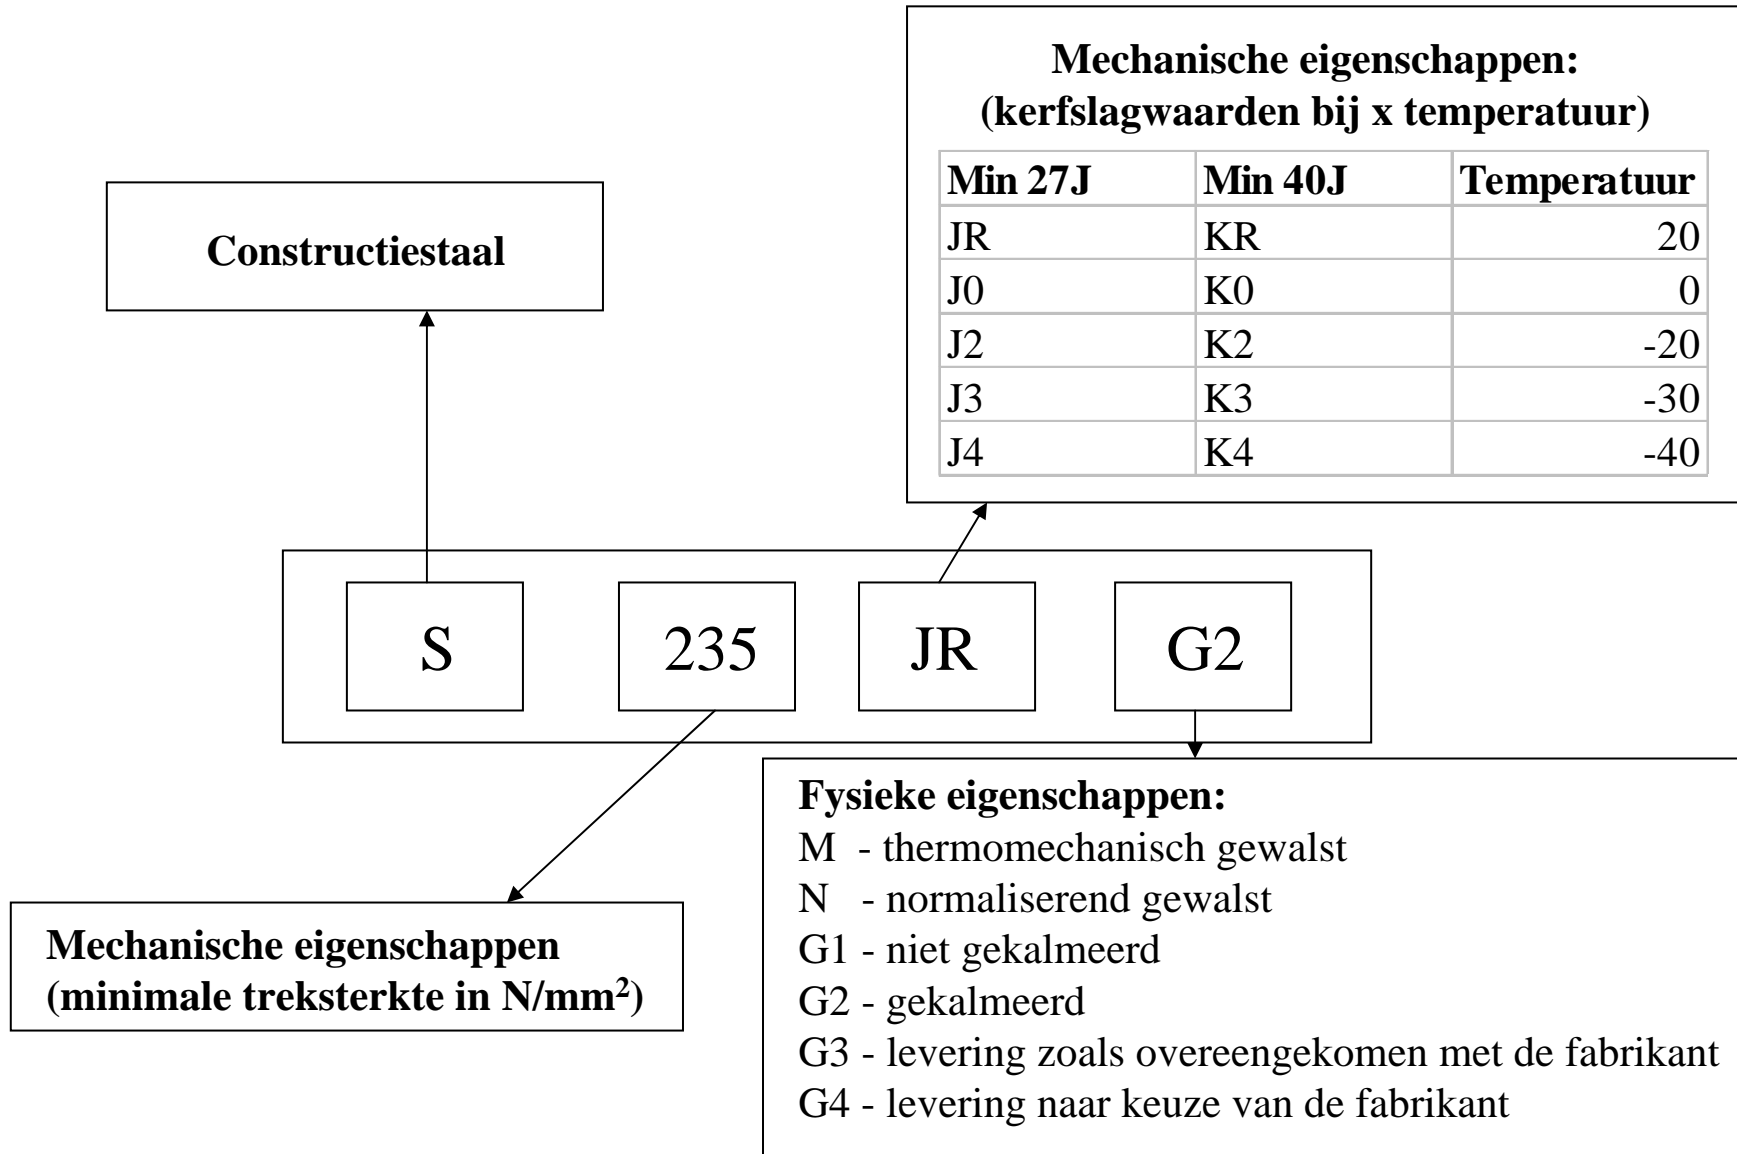 Mechanische eigenschappen:
(kerfslagwaarden bij x temperatuur)
Min 27J Min 40J Temperatuur
JR KR 20
J0 K0 0
J2 K2 -20
J3 K3 -30
J4 K4 -40
Constructiestaal
S 235 JR G2
Mechanische eigenschappen
(minimale treksterkte in N/mm²)
Fysieke eigenschappen:
M - thermomechanisch gewalst
N - normaliserend gewalst
G1 - niet gekalmeerd
G2 - gekalmeerd
G3 - levering zoals overeengekomen met de fabrikant
G4 - levering naar keuze van de fabrikant